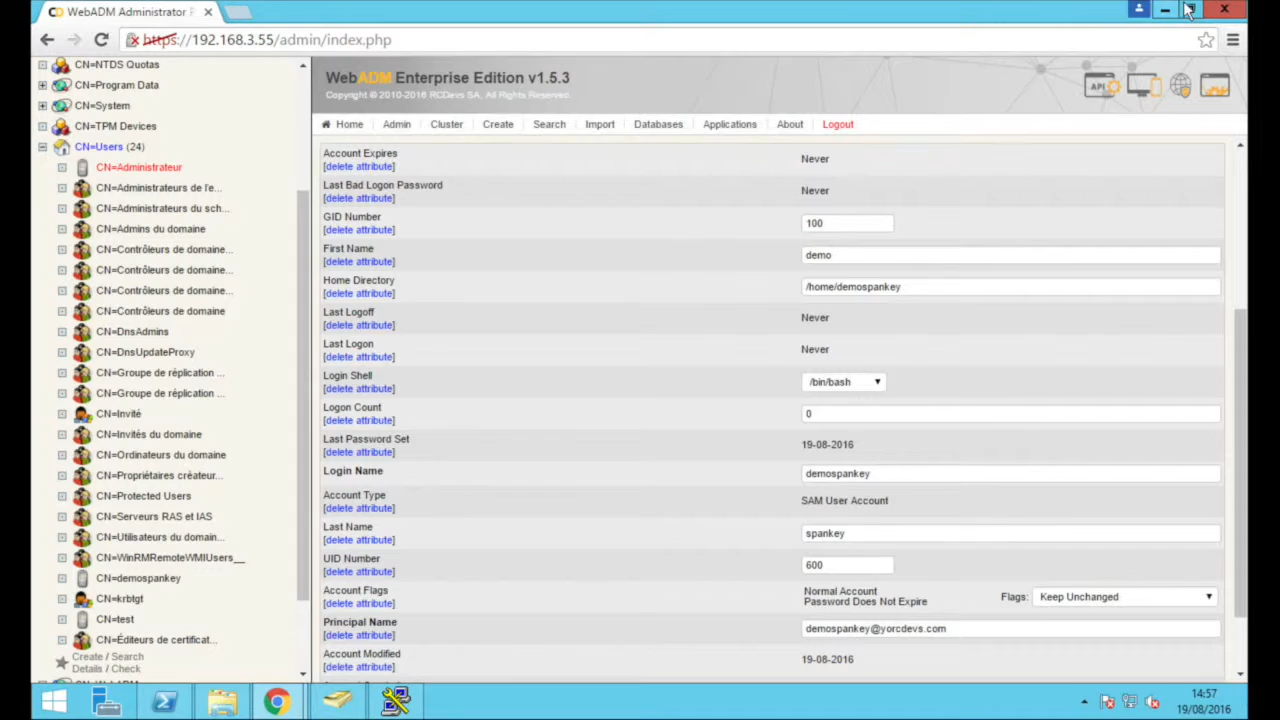 WebADM Administrator P
https://192.168.3.55/admin/index.php
CN=NTDS Quotas
CN=Program Data
CN=System
CN=TPM Devices
CN=Users (24)
CN=Administrateur
CN=Administrateurs de l'e...
CN=Administrateurs du sch...
CN=Admins du domaine
CN=Contrôleurs de domaine...
CN=Contrôleurs de domaine...
CN=Contrôleurs de domaine...
CN=Contrôleurs de domaine
CN=DnsAdmins
CN=DnsUpdateProxy
CN=Groupe de réplication ...
CN=Groupe de réplication ...
CN=Invité
CN=Invités du domaine
CN=Ordinateurs du domaine
CN=Propriétaires créateur...
CN=Protected Users
CN=Serveurs RAS et IAS
CN=Utilisateurs du domain...
CN=WinRMRemoteWMIUsers__
CN=demospankey
CN=krbtgt
CN=test
CN=Éditeurs de certificat...
Create / Search
Details / Check
WebADM Enterprise Edition v1.5.3
Copyright © 2010-2016 RCDevs SA, All Rights Reserved
API
Home Admin Cluster Create Search Import Databases Applications About Logout
Account Expires
[delete attribute]
Never
Last Bad Logon Password
[delete attribute]
Never
GID Number
[delete attribute]
100
First Name
[delete attribute]
demo
Home Directory
[delete attribute]
/home/demospankey
Last Logoff
[delete attribute]
Never
Last Logon
[delete attribute]
Never
Login Shell
[delete attribute]
/bin/bash
Logon Count
[delete attribute]
0
Last Password Set
[delete attribute]
19-08-2016
Login Name
demospankey
Account Type
[delete attribute]
SAM User Account
Last Name
[delete attribute]
spankey
UID Number
[delete attribute]
600
Account Flags
[delete attribute]
Normal Account
Password Does Not Expire
Flags: Keep Unchanged
Principal Name
[delete attribute]
demospankey@yorcdevs.com
Account Modified
[delete attribute]
19-08-2016
14:57
19/08/2016